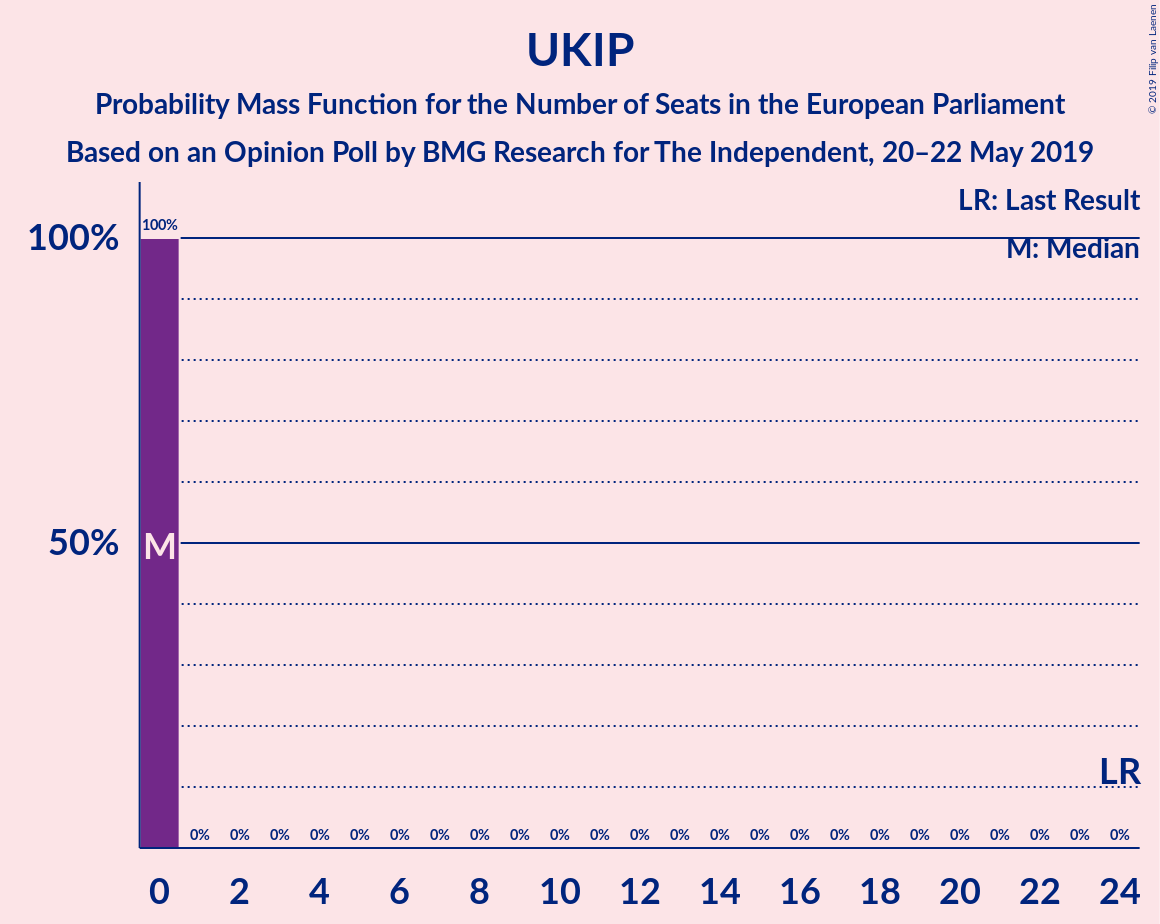 UKIP
Probability Mass Function for the Number of Seats in the European Parliament
Based on an Opinion Poll by BMG Research for The Independent, 20–22 May 2019
© 2019 Filip van Laenen
LR: Last Result
M: Median
100%
100%
50%
M
LR
0% 0% 0% 0% 0% 0% 0% 0% 0% 0% 0% 0% 0% 0% 0% 0% 0% 0% 0% 0% 0% 0% 0% 0%
0 2 4 6 8 10 12 14 16 18 20 22 24